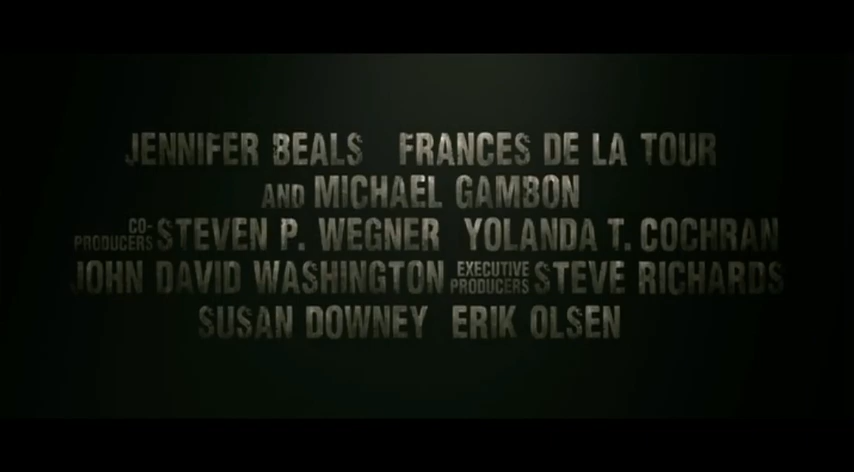 JENNIFER BEALS FRANCES DE LA TOUR
AND MICHAEL GAMBON
CO-PRODUCERS STEVEN P. WEGNER YOLANDA T. COCHRAN
JOHN DAVID WASHINGTON EXECUTIVE PRODUCERS STEVE RICHARDS
SUSAN DOWNEY ERIK OLSEN